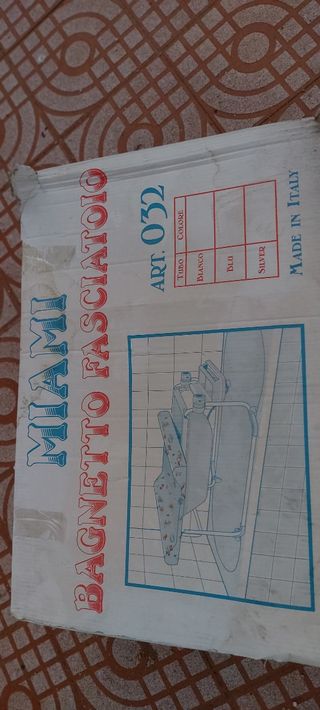 MIAMI
BAGNETTO FASCIATOIO
ART. 032
TUBO COLORE
BIANCO
BLU
SILVER
MADE IN ITALY